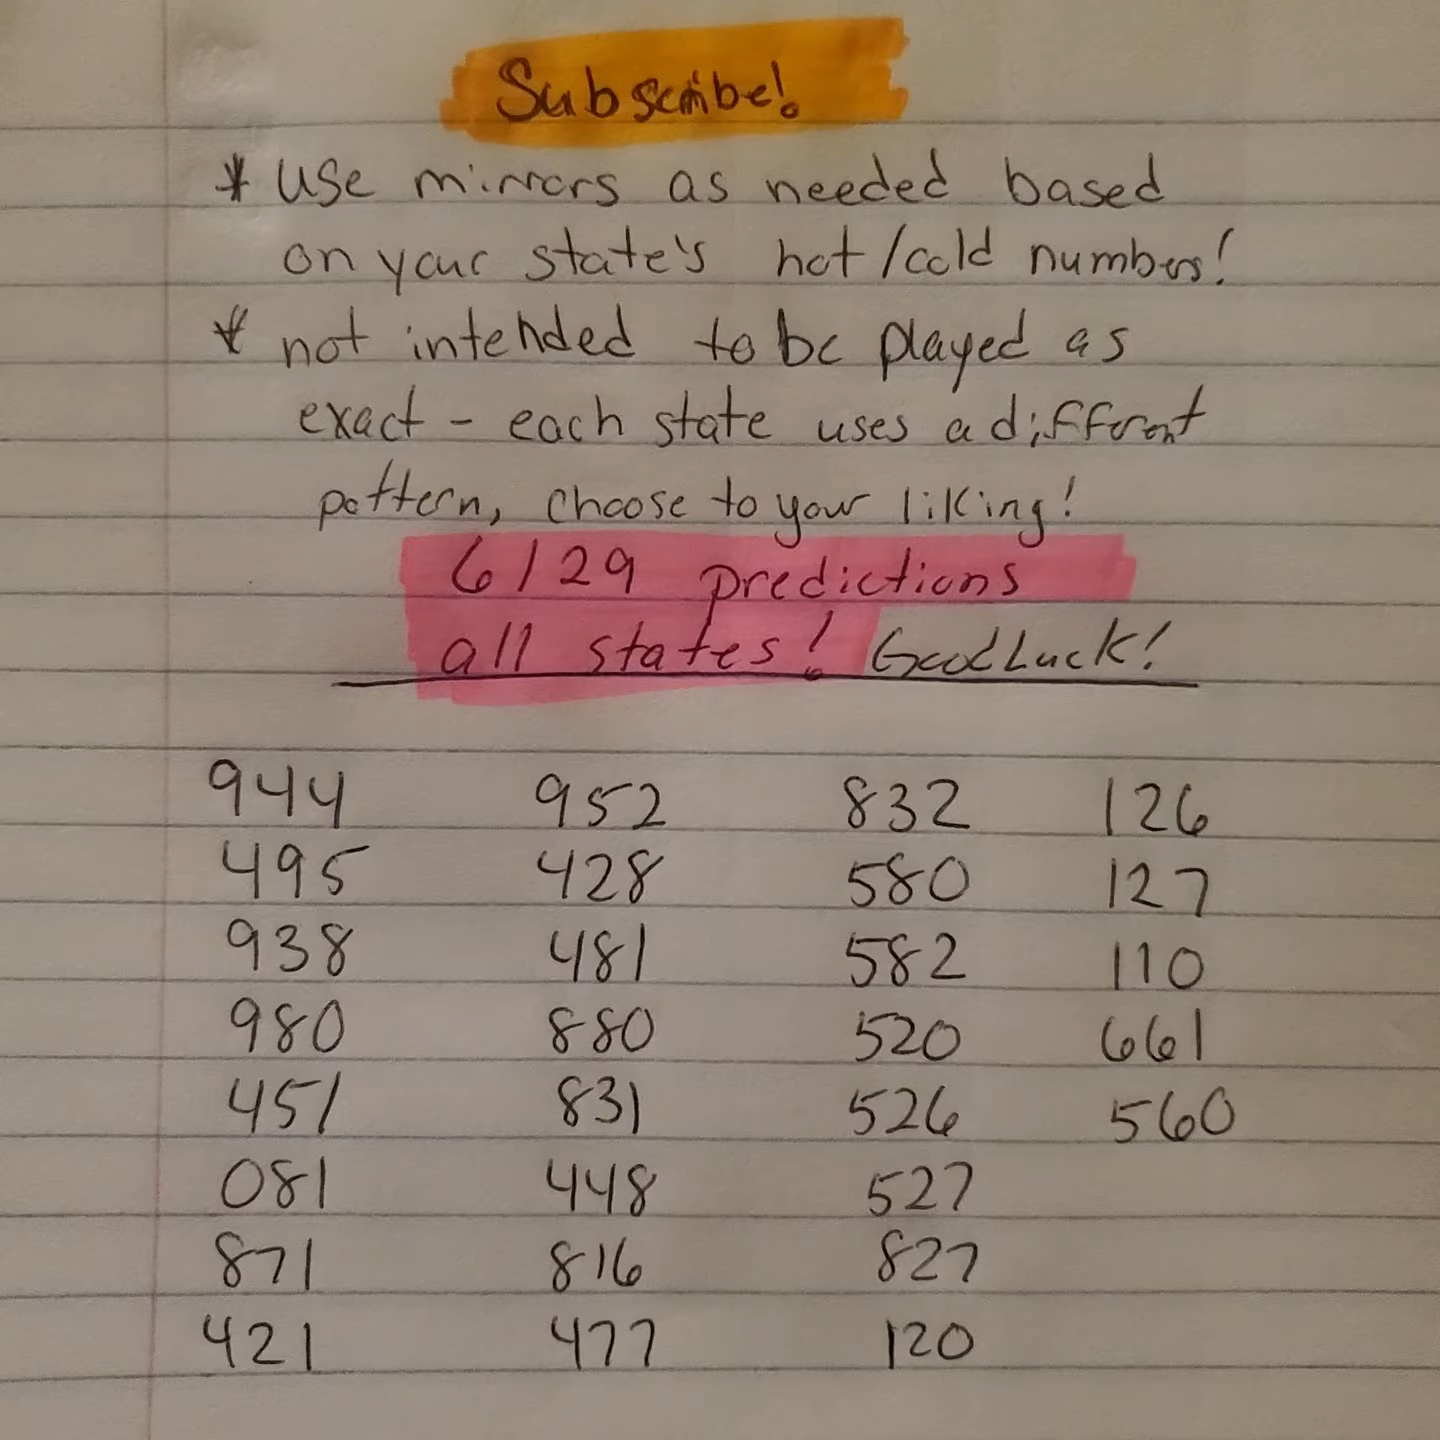 Subscribe!
* Use mirrors as needed based
on your state's hot/cold numbers!
* not intended to be played as
exact - each state uses a different
pattern, choose to your liking!
6/29 predictions
all states! Good Luck!
944 952 832 126
495 428 580 127
938 481 582 110
980 880 520 661
451 831 526 560
081 448 527
871 816 827
421 477 120